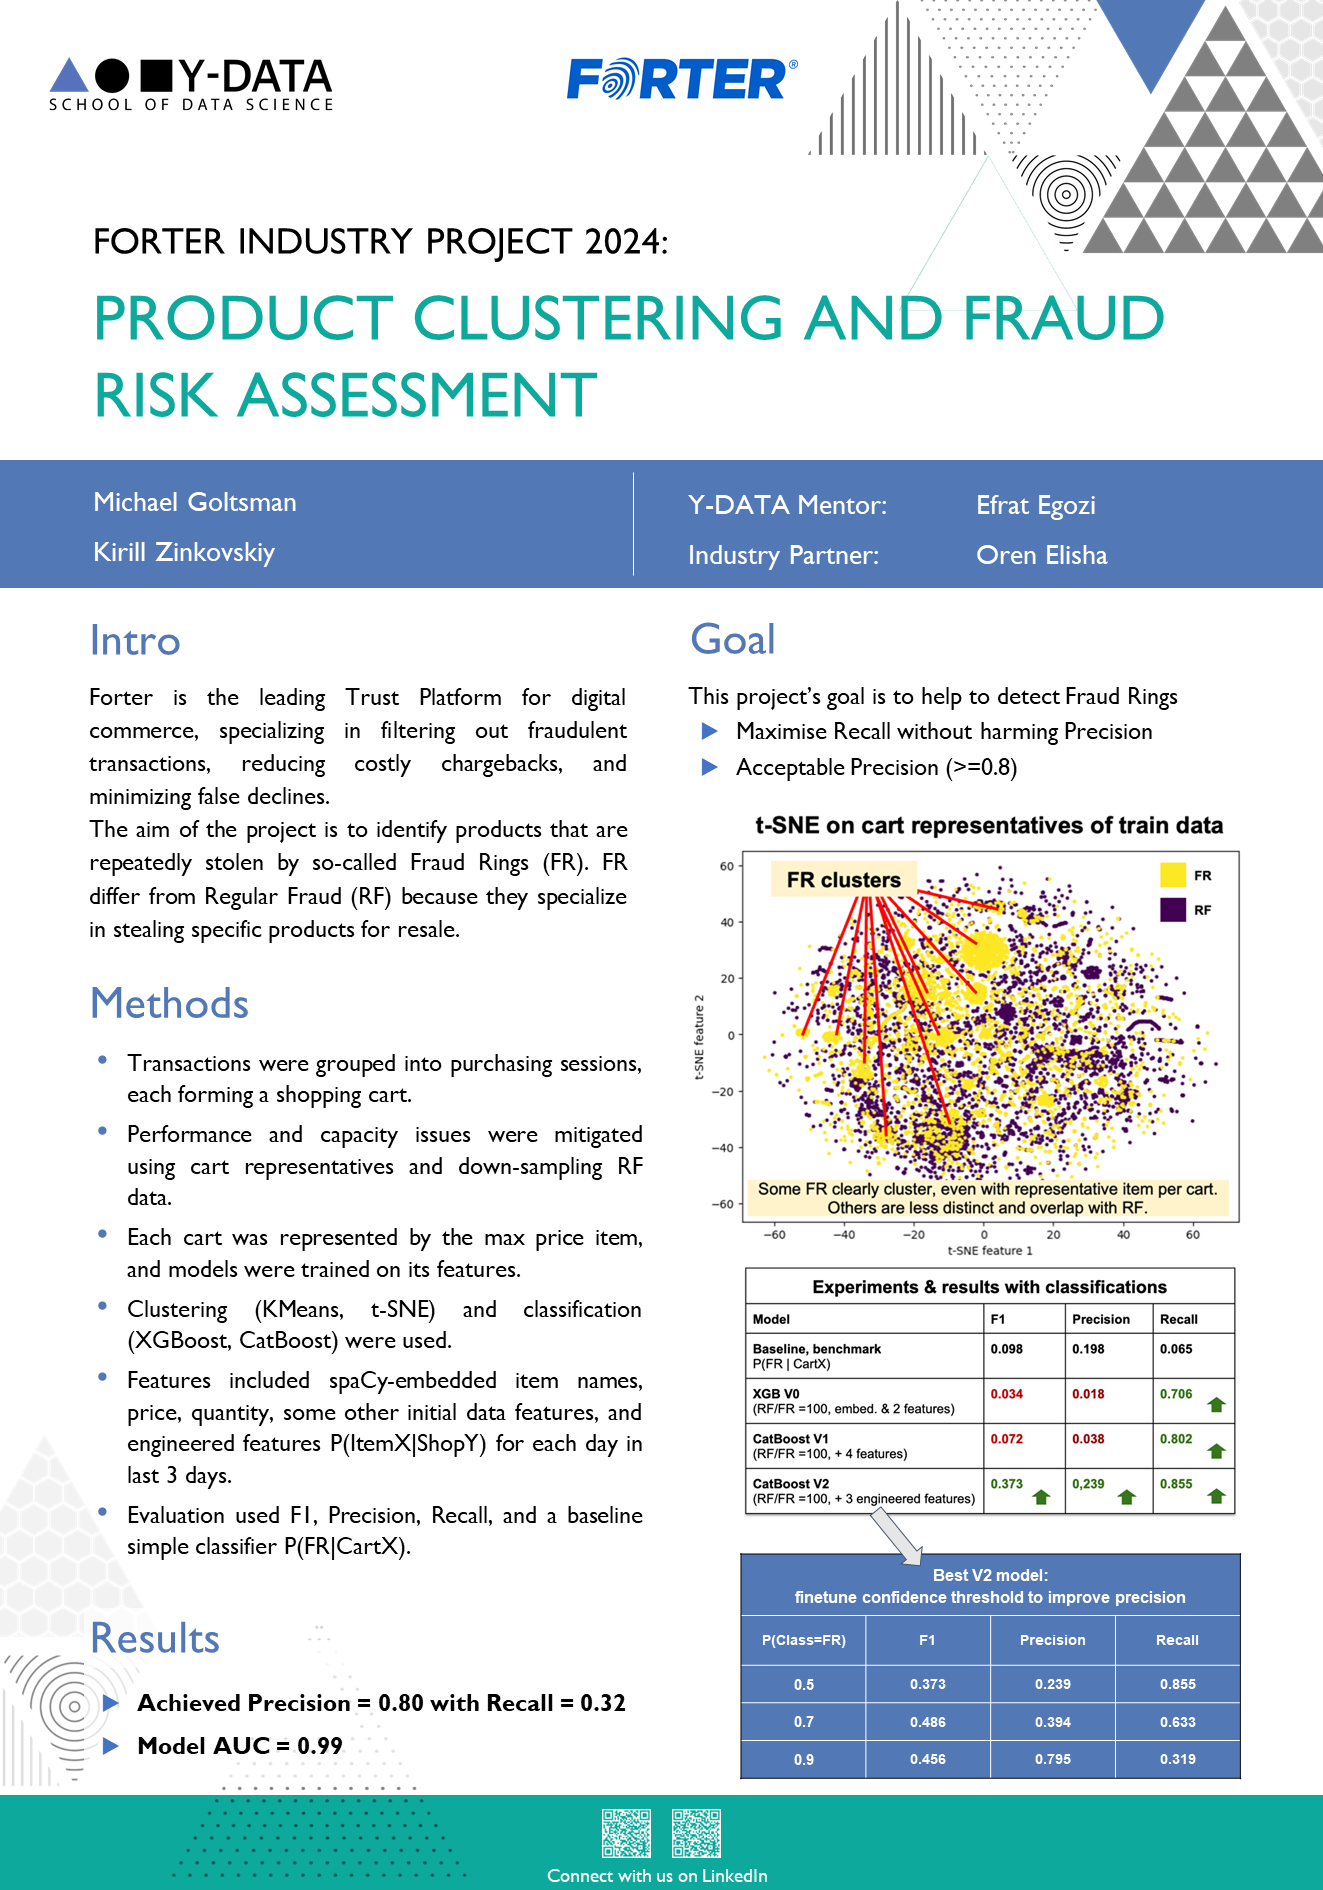 Y-DATA
SCHOOL OF DATA SCIENCE
FORTER®
FORTER INDUSTRY PROJECT 2024:
PRODUCT CLUSTERING AND FRAUD
RISK ASSESSMENT
Michael Goltsman
Kirill Zinkovskiy
Y-DATA Mentor: Efrat Egozi
Industry Partner: Oren Elisha
Intro
Forter is the leading Trust Platform for digital
commerce, specializing in filtering out fraudulent
transactions, reducing costly chargebacks, and
minimizing false declines.
The aim of the project is to identify products that are
repeatedly stolen by so-called Fraud Rings (FR). FR
differ from Regular Fraud (RF) because they specialize
in stealing specific products for resale.
Methods
• Transactions were grouped into purchasing sessions,
each forming a shopping cart.
• Performance and capacity issues were mitigated
using cart representatives and down-sampling RF
data.
• Each cart was represented by the max price item,
and models were trained on its features.
• Clustering (KMeans, t-SNE) and classification
(XGBoost, CatBoost) were used.
• Features included spaCy-embedded item names,
price, quantity, some other initial data features, and
engineered features P(ItemX|ShopY) for each day in
last 3 days.
• Evaluation used F1, Precision, Recall, and a baseline
simple classifier P(FR|CartX).
Results
Achieved Precision = 0.80 with Recall = 0.32
Model AUC = 0.99
Goal
This project's goal is to help to detect Fraud Rings
Maximise Recall without harming Precision
Acceptable Precision (>=0.8)
t-SNE on cart representatives of train data
FR clusters
FR
RF
60
40
20
0
−20
−40
−60
t-SNE feature 2
Some FR clearly cluster, even with representative item per cart.
Others are less distinct and overlap with RF.
−60 −40 −20 0 20 40 60
t-SNE feature 1
Experiments & results with classifications
Model F1 Precision Recall
Baseline, benchmark 0.098 0.198 0.065
P(FR | CartX)
XGB V0 0.034 0.018 0.706
(RF/FR =100, embed. & 2 features)
CatBoost V1 0.072 0.038 0.802
(RF/FR =100, + 4 features)
CatBoost V2 0.373 0,239 0.855
(RF/FR =100, + 3 engineered features)
Best V2 model:
finetune confidence threshold to improve precision
P(Class=FR) F1 Precision Recall
0.5 0.373 0.239 0.855
0.7 0.486 0.394 0.633
0.9 0.456 0.795 0.319
Connect with us on LinkedIn